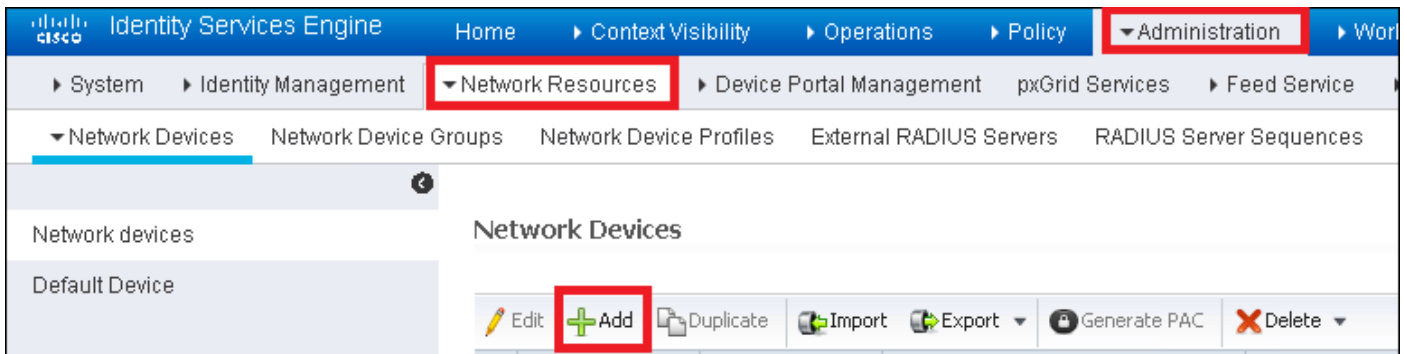 cisco Identity Services Engine Home Context Visibility Operations Policy Administration
System Identity Management Network Resources Device Portal Management pxGrid Services Feed Service
Network Devices Network Device Groups Network Device Profiles External RADIUS Servers RADIUS Server Sequences
Network devices
Network Devices
Default Device
Edit Add Duplicate Import Export Generate PAC Delete